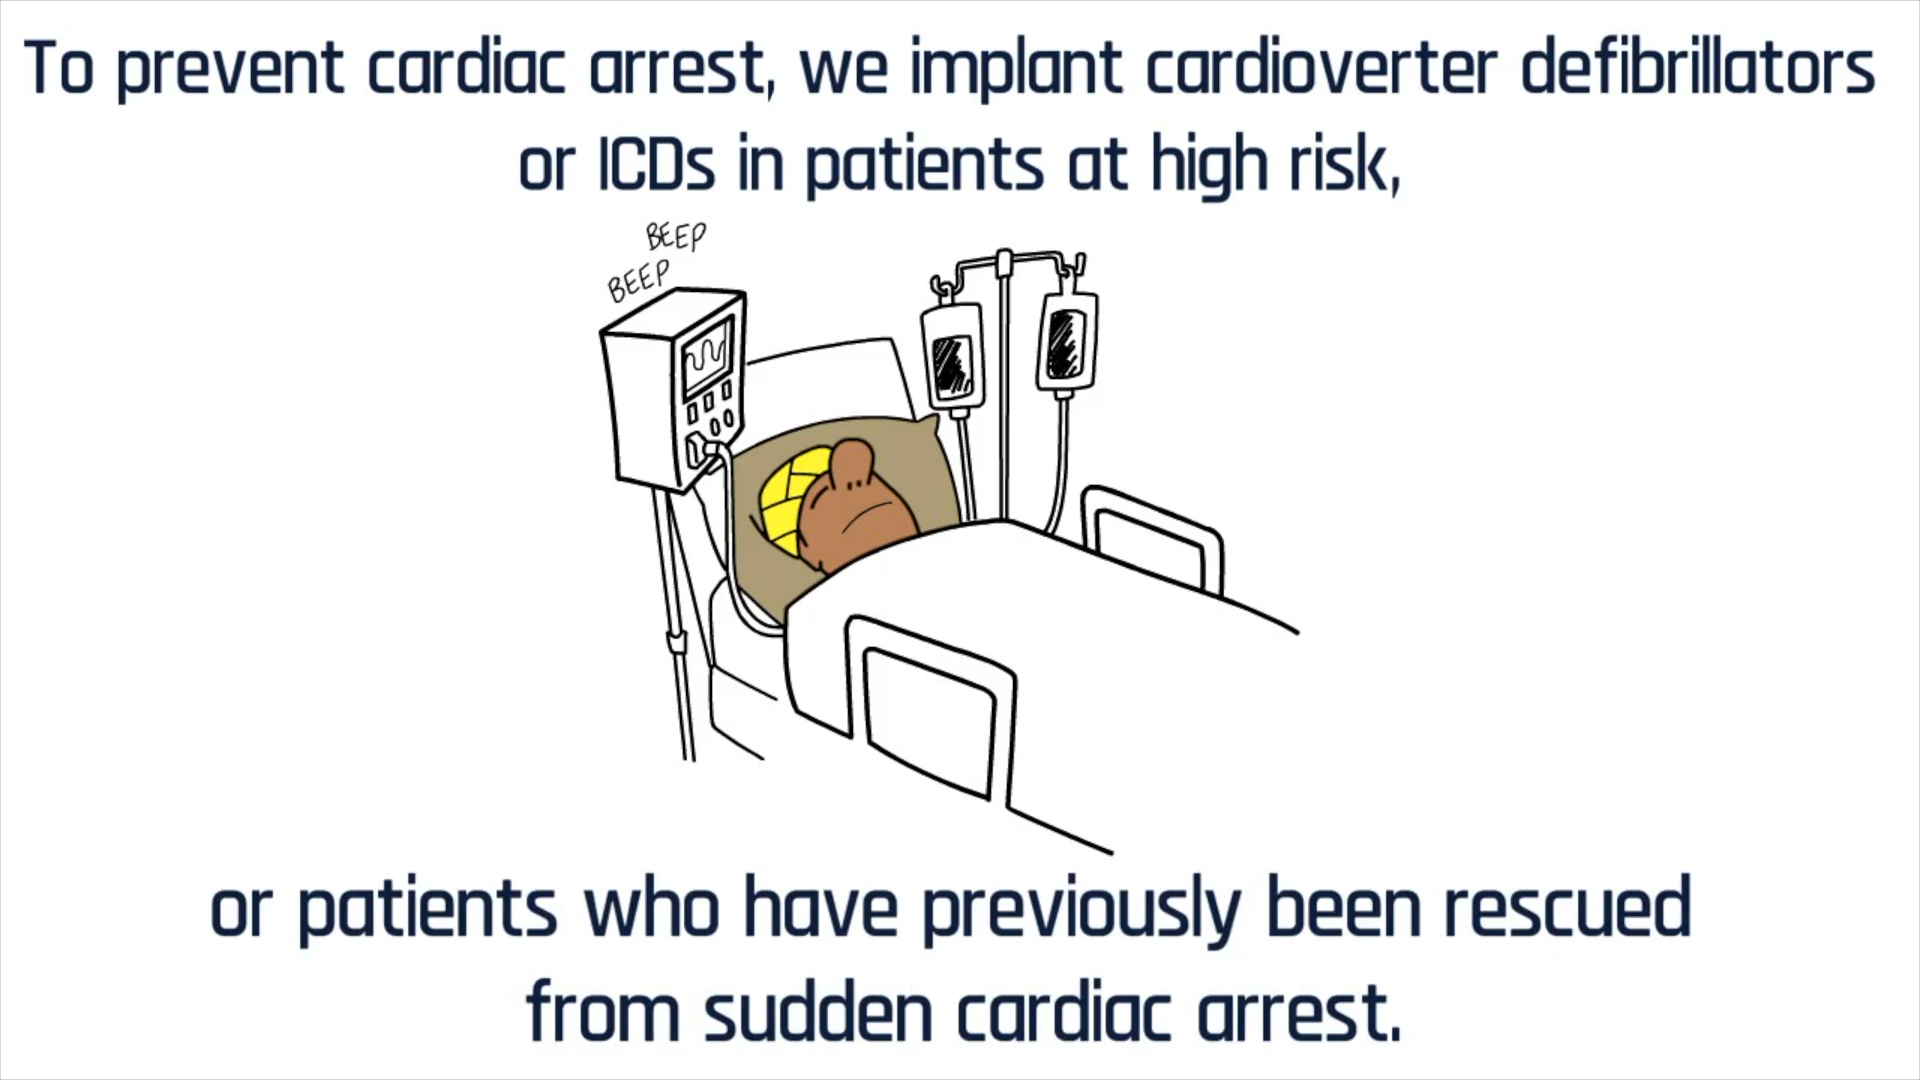 To prevent cardiac arrest, we implant cardioverter defibrillators
or ICDs in patients at high risk,
BEEP
BEEP
or patients who have previously been rescued
from sudden cardiac arrest.